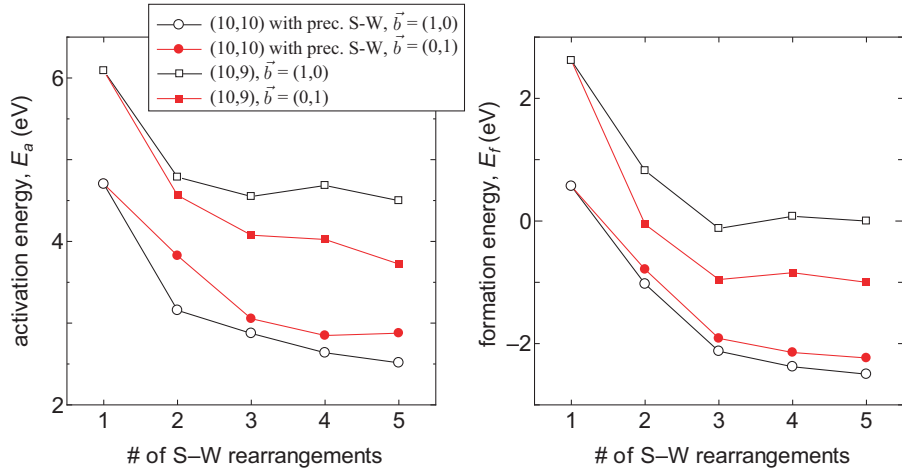 (10,10) with prec. S-W, b⃗ = (1,0)
(10,10) with prec. S-W, b⃗ = (0,1)
(10,9), b⃗ = (1,0)
(10,9), b⃗ = (0,1)
activation energy, Eₐ (eV)
6
4
2
1 2 3 4 5
# of S–W rearrangements
formation energy, E_f (eV)
2
0
−2
1 2 3 4 5
# of S–W rearrangements